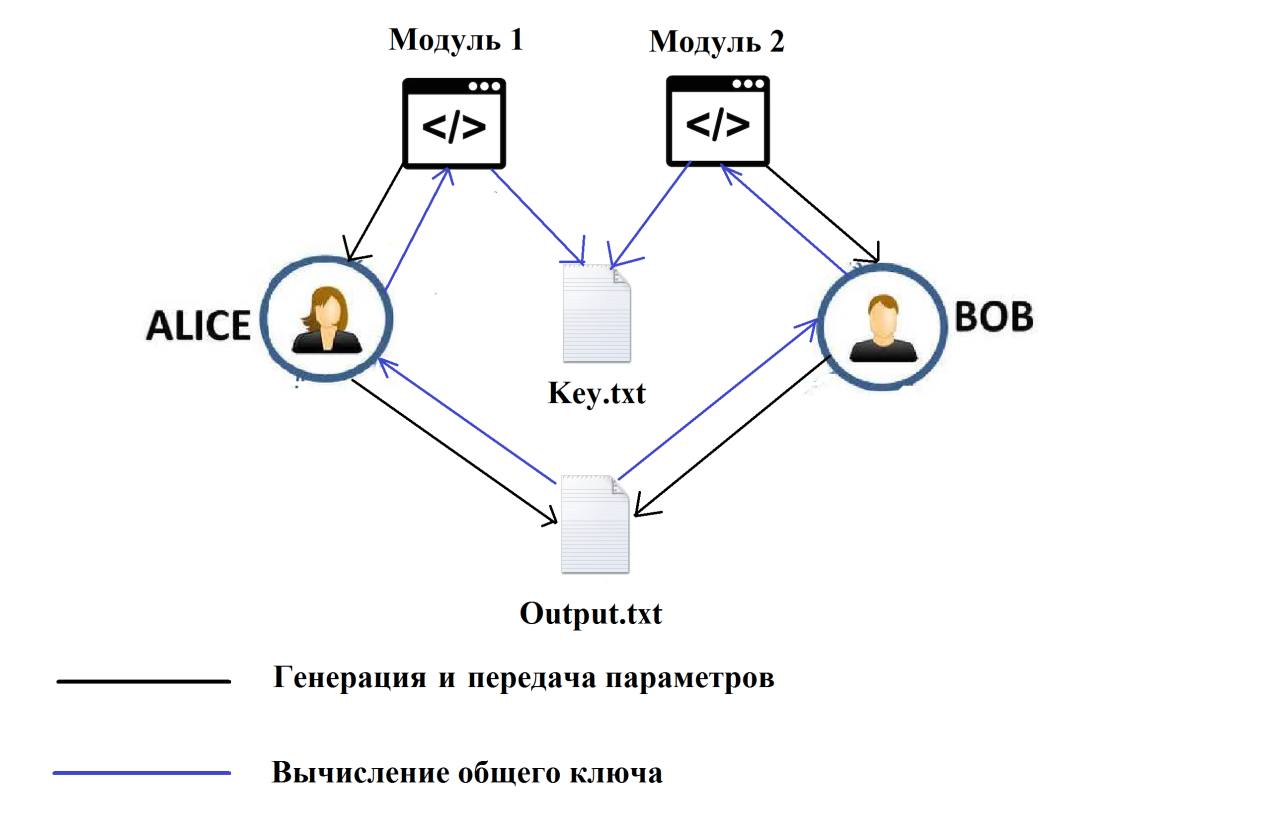 Модуль 1
Модуль 2
</>
</>
ALICE
BOB
Key.txt
Output.txt
Генерация и передача параметров
Вычисление общего ключа